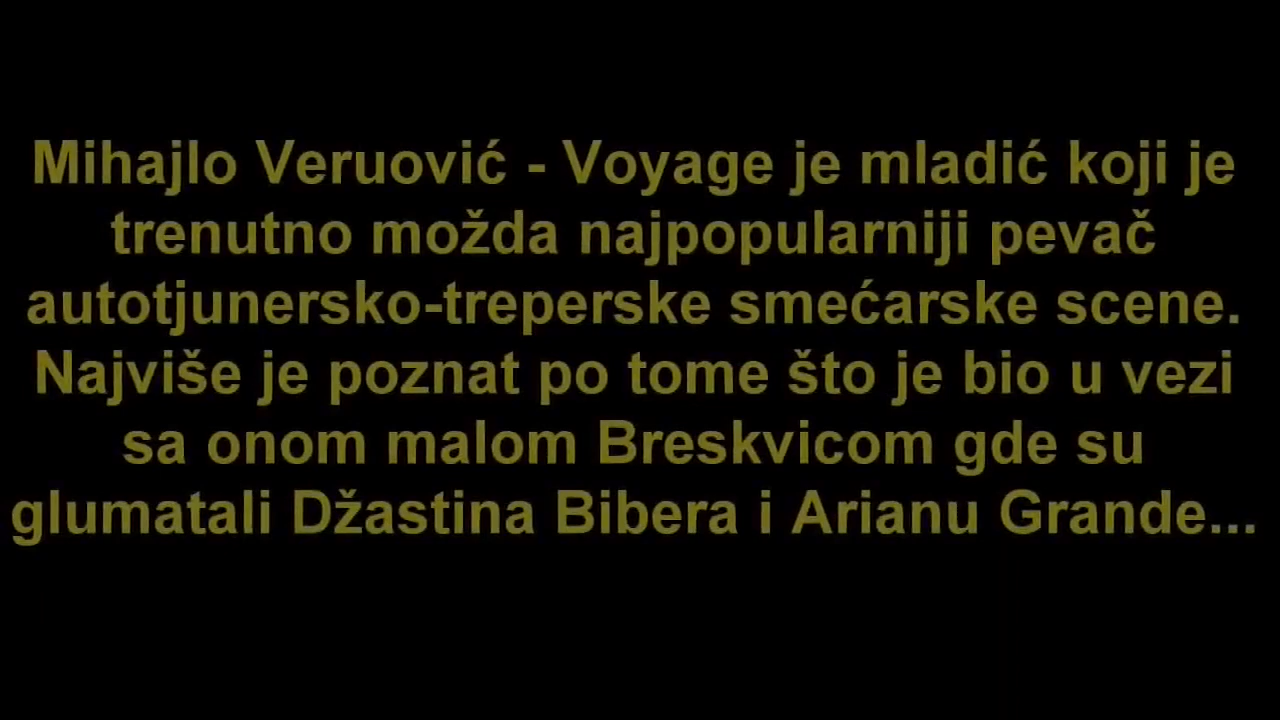 Mihajlo Veruović - Voyage je mladić koji je
trenutno možda najpopularniji pevač
autotjunersko-treperske smećarske scene.
Najviše je poznat po tome što je bio u vezi
sa onom malom Breskvicom gde su
glumatali Džastina Bibera i Arianu Grande...